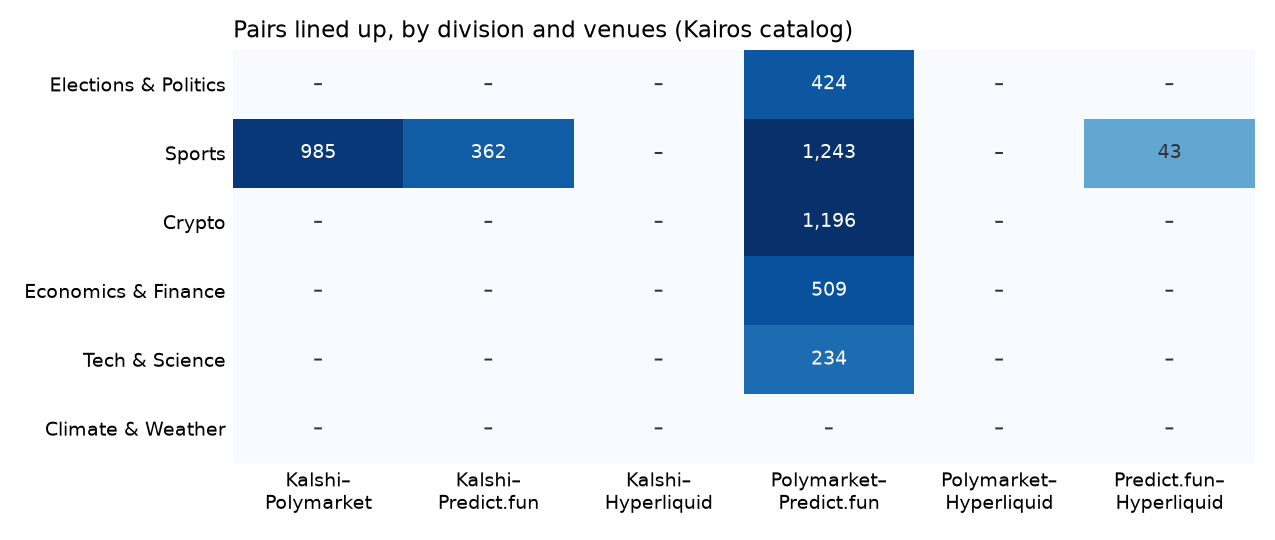 Pairs lined up, by division and venues (Kairos catalog)
Elections & Politics – – – 424 – –
Sports 985 362 – 1,243 – 43
Crypto – – – 1,196 – –
Economics & Finance – – – 509 – –
Tech & Science – – – 234 – –
Climate & Weather – – – – – –
Kalshi– Kalshi– Kalshi– Polymarket– Polymarket– Predict.fun–
Polymarket Predict.fun Hyperliquid Predict.fun Hyperliquid Hyperliquid